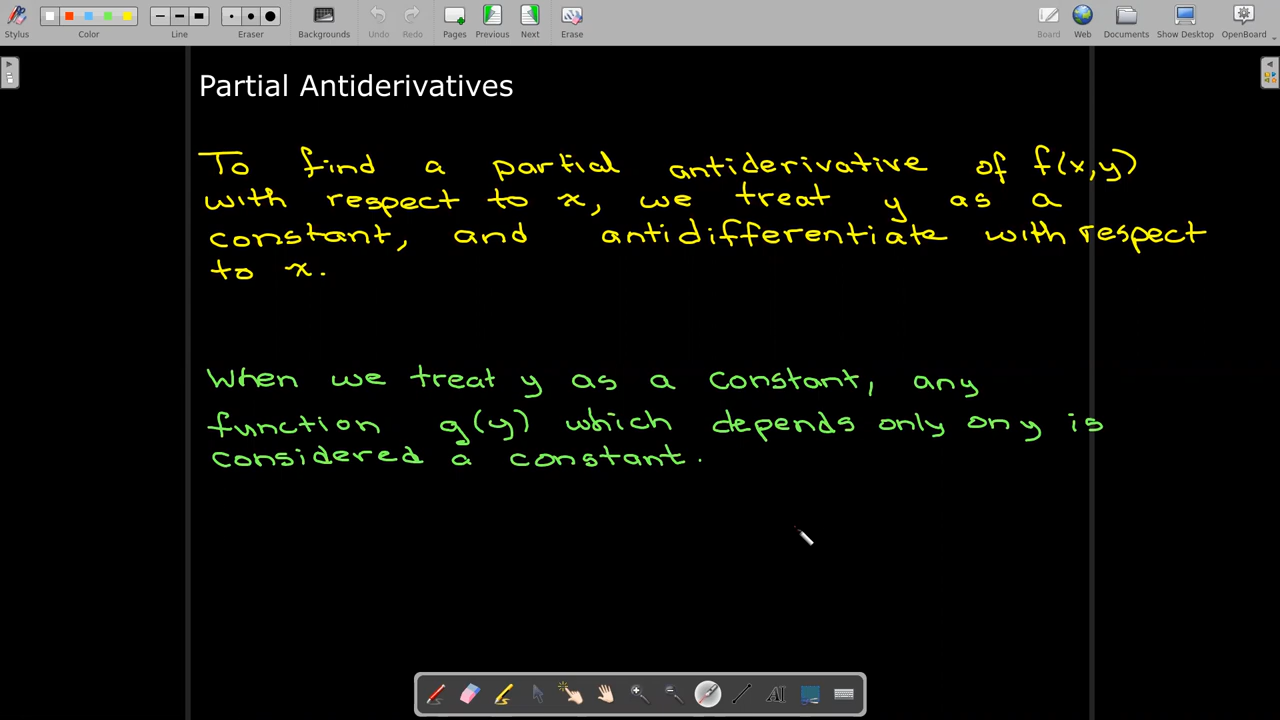 Stylus Color Line Eraser Backgrounds Undo Redo Pages Previous Next Erase Board Web Documents Show Desktop OpenBoard
Partial Antiderivatives
To find a partial antiderivative of f(x,y)
with respect to x, we treat y as a
constant, and antidifferentiate with respect
to x.
When we treat y as a constant, any
function g(y) which depends only on y is
considered a constant.
AI